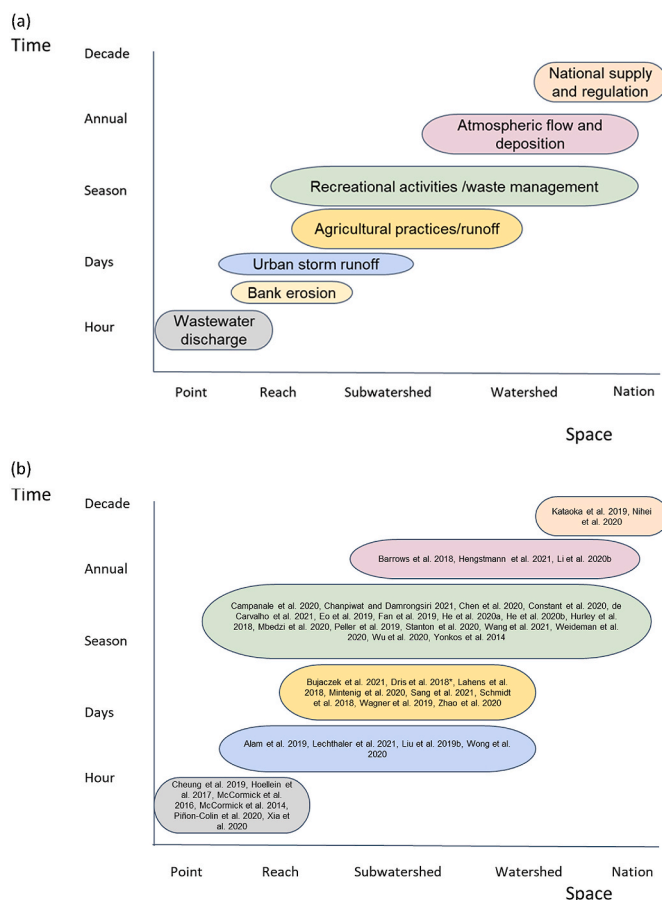 (a)
Time
Decade
National supply
and regulation
Annual
Atmospheric flow and
deposition
Season
Recreational activities /waste management
Agricultural practices/runoff
Days
Urban storm runoff
Bank erosion
Hour
Wastewater
discharge
Point
Reach
Subwatershed
Watershed
Nation
Space
(b)
Time
Decade
Kataoka et al. 2019, Nihei
et al. 2020
Annual
Barrows et al. 2018, Hengstmann et al. 2021, Li et al. 2020b
Campanale et al. 2020, Chanpiwat and Damrongsiri 2021, Chen et al. 2020, Constant et al. 2020, de
Carvalho et al. 2021, Eo et al. 2019, Fan et al. 2019, He et al. 2020a, He et al. 2020b, Hurley et al.
2018, Mbedzi et al. 2020, Peller et al. 2019, Stanton et al. 2020, Wang et al. 2021, Weideman et al.
2020, Wu et al. 2020, Yonkos et al. 2014
Season
Bujaczek et al. 2021, Dris et al. 2018*, Lahens et al.
2018, Mintenig et al. 2020, Sang et al. 2021, Schmidt
et al. 2018, Wagner et al. 2019, Zhao et al. 2020
Days
Alam et al. 2019, Lechthaler et al. 2021, Liu et al. 2019b, Wong et al.
2020
Hour
Cheung et al. 2019, Hoellein et
al. 2017, McCormick et al.
2016, McCormick et al. 2014,
Piñon-Colin et al. 2020, Xia et
al. 2020
Point
Reach
Subwatershed
Watershed
Nation
Space